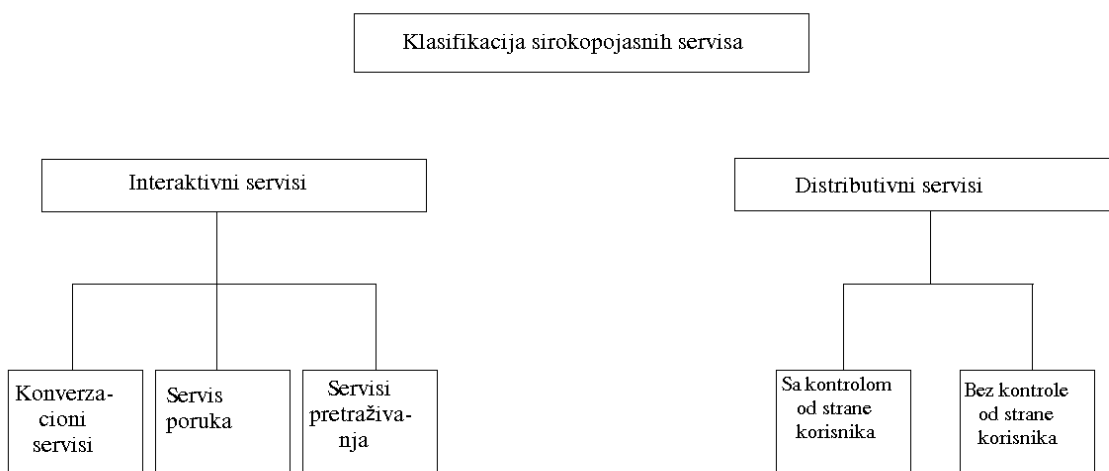 Klasifikacija sirokopojasnih servisa
Interaktivni servisi
Distributivni servisi
Konverza-
cioni
servisi
Servis
poruka
Servisi
pretraživa-
nja
Sa kontrolom
od strane
korisnika
Bez kontrole
od strane
korisnika